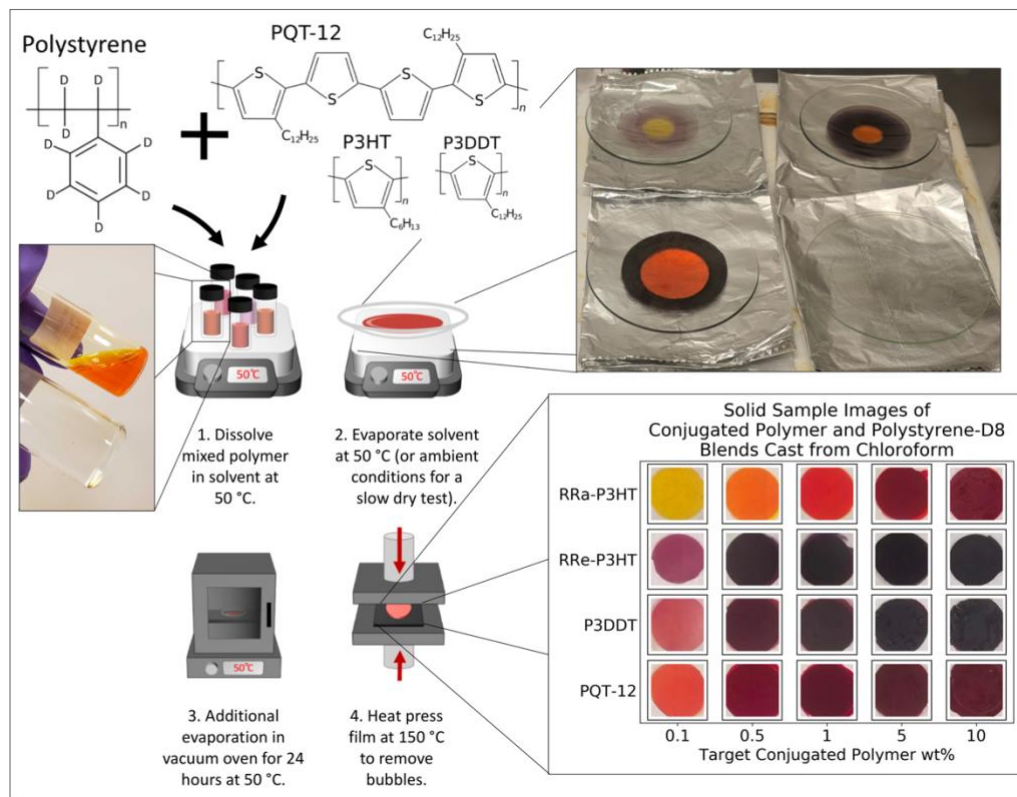 Polystyrene
PQT-12
C₁₂H₂₅
D D
D
n
D D
D D
D
S S S S
n
C₁₂H₂₅
P3HT
S
n
C₆H₁₃
P3DDT
S
n
C₁₂H₂₅
50℃
50℃
1. Dissolve
mixed polymer
in solvent at
50 °C.
2. Evaporate solvent
at 50 °C (or ambient
conditions for a
slow dry test).
50℃
3. Additional
evaporation in
vacuum oven for 24
hours at 50 °C.
4. Heat press
film at 150 °C
to remove
bubbles.
Solid Sample Images of
Conjugated Polymer and Polystyrene-D8
Blends Cast from Chloroform
RRa-P3HT
RRe-P3HT
P3DDT
PQT-12
0.1 0.5 1 5 10
Target Conjugated Polymer wt%